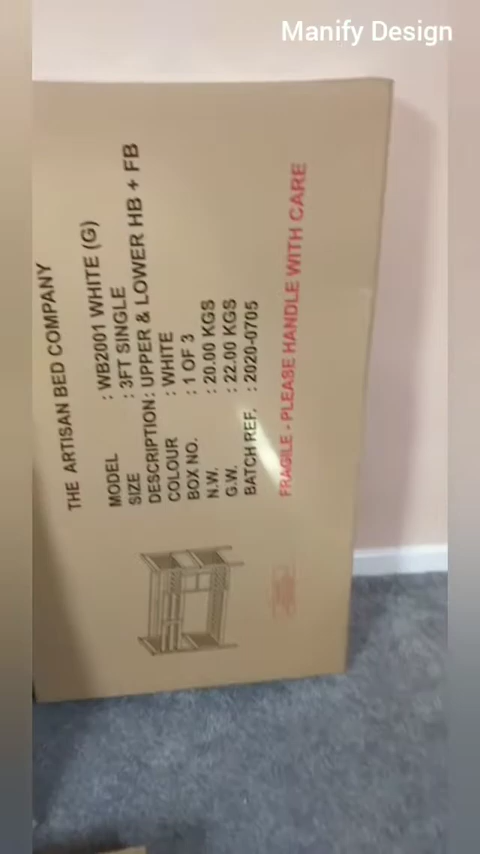 Manify Design
THE ARTISAN BED COMPANY
MODEL : WB2001 WHITE (G)
SIZE : 3FT SINGLE
DESCRIPTION : UPPER & LOWER HB + FB
COLOUR : WHITE
BOX NO. : 1 OF 3
N.W. : 20.00 KGS
G.W. : 22.00 KGS
BATCH REF. : 2020-0705
FRAGILE - PLEASE HANDLE WITH CARE